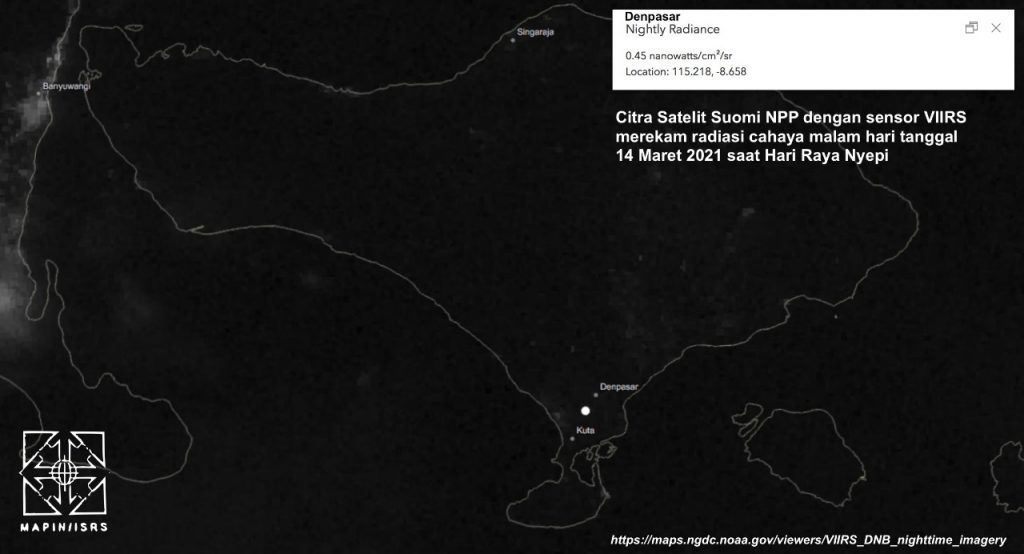 Denpasar
Nightly Radiance
0.45 nanowatts/cm²/sr
Location: 115.218, -8.658
Citra Satelit Suomi NPP dengan sensor VIIRS
merekam radiasi cahaya malam hari tanggal
14 Maret 2021 saat Hari Raya Nyepi
Singaraja
Banyuwangi
Denpasar
Kuta
MAPIN/ISRS
https://maps.ngdc.noaa.gov/viewers/VIIRS_DNB_nighttime_imagery